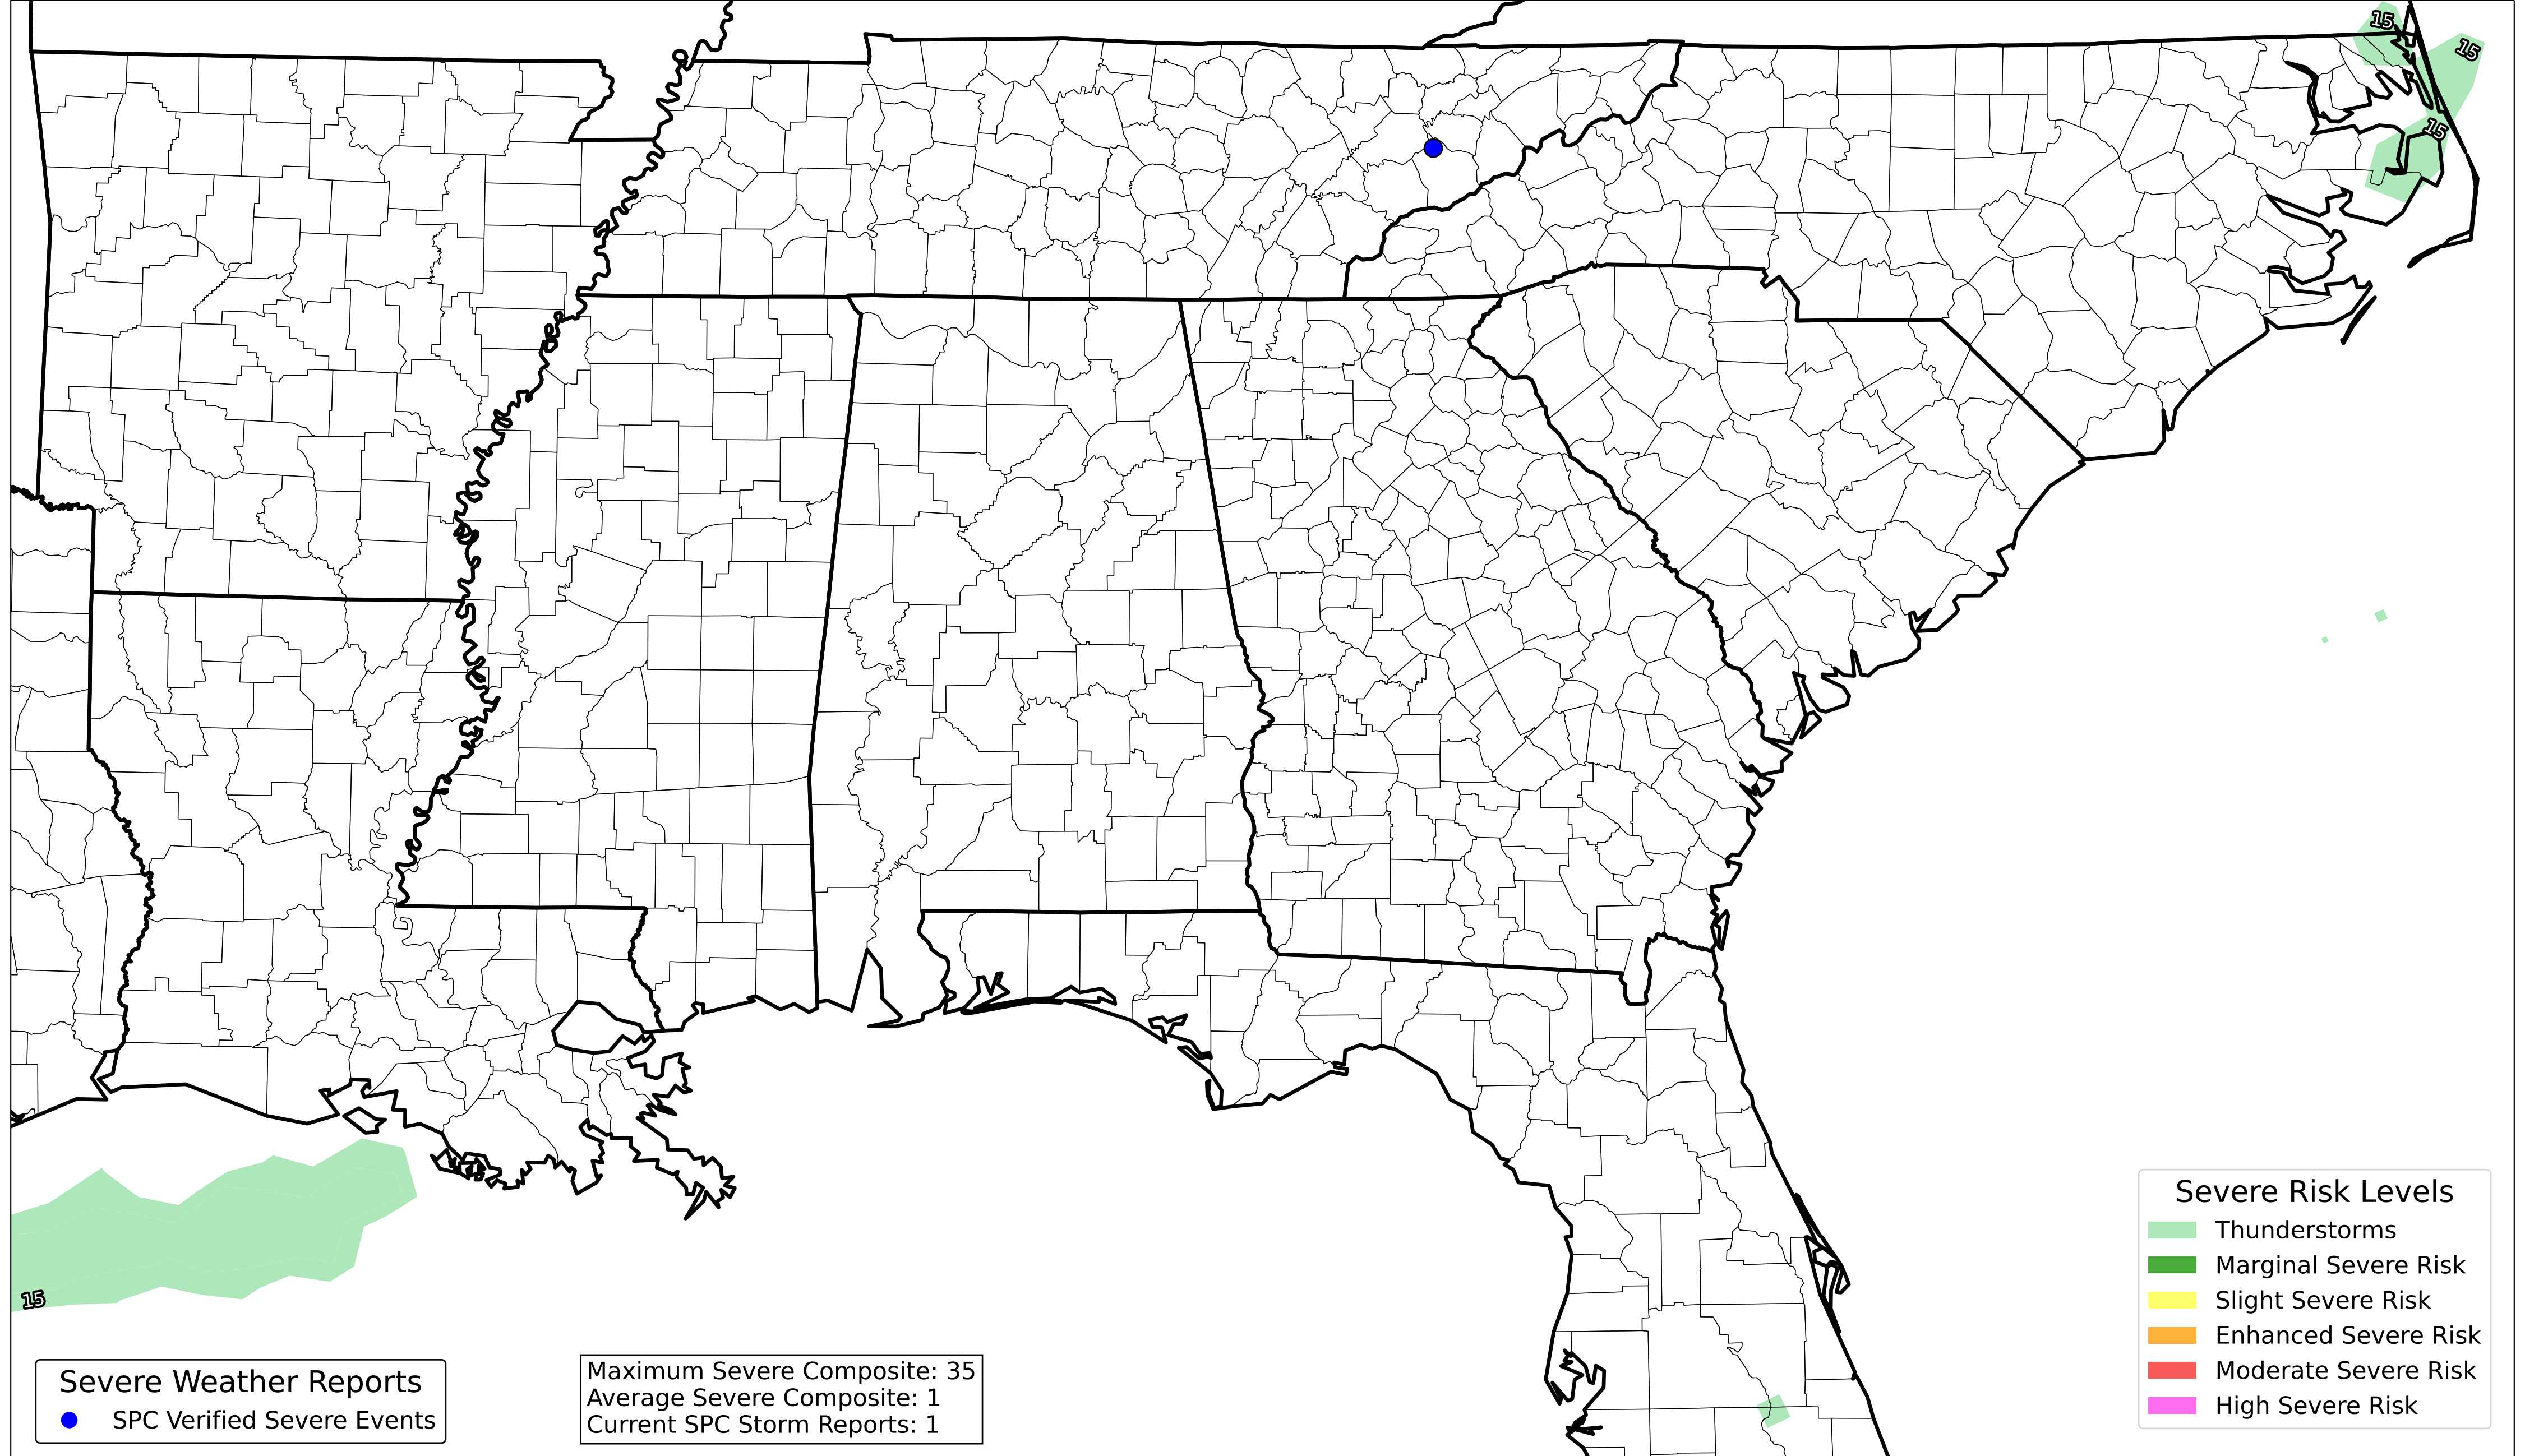 15
15
15
15
Severe Weather Reports
SPC Verified Severe Events
Maximum Severe Composite: 35
Average Severe Composite: 1
Current SPC Storm Reports: 1
Severe Risk Levels
Thunderstorms
Marginal Severe Risk
Slight Severe Risk
Enhanced Severe Risk
Moderate Severe Risk
High Severe Risk